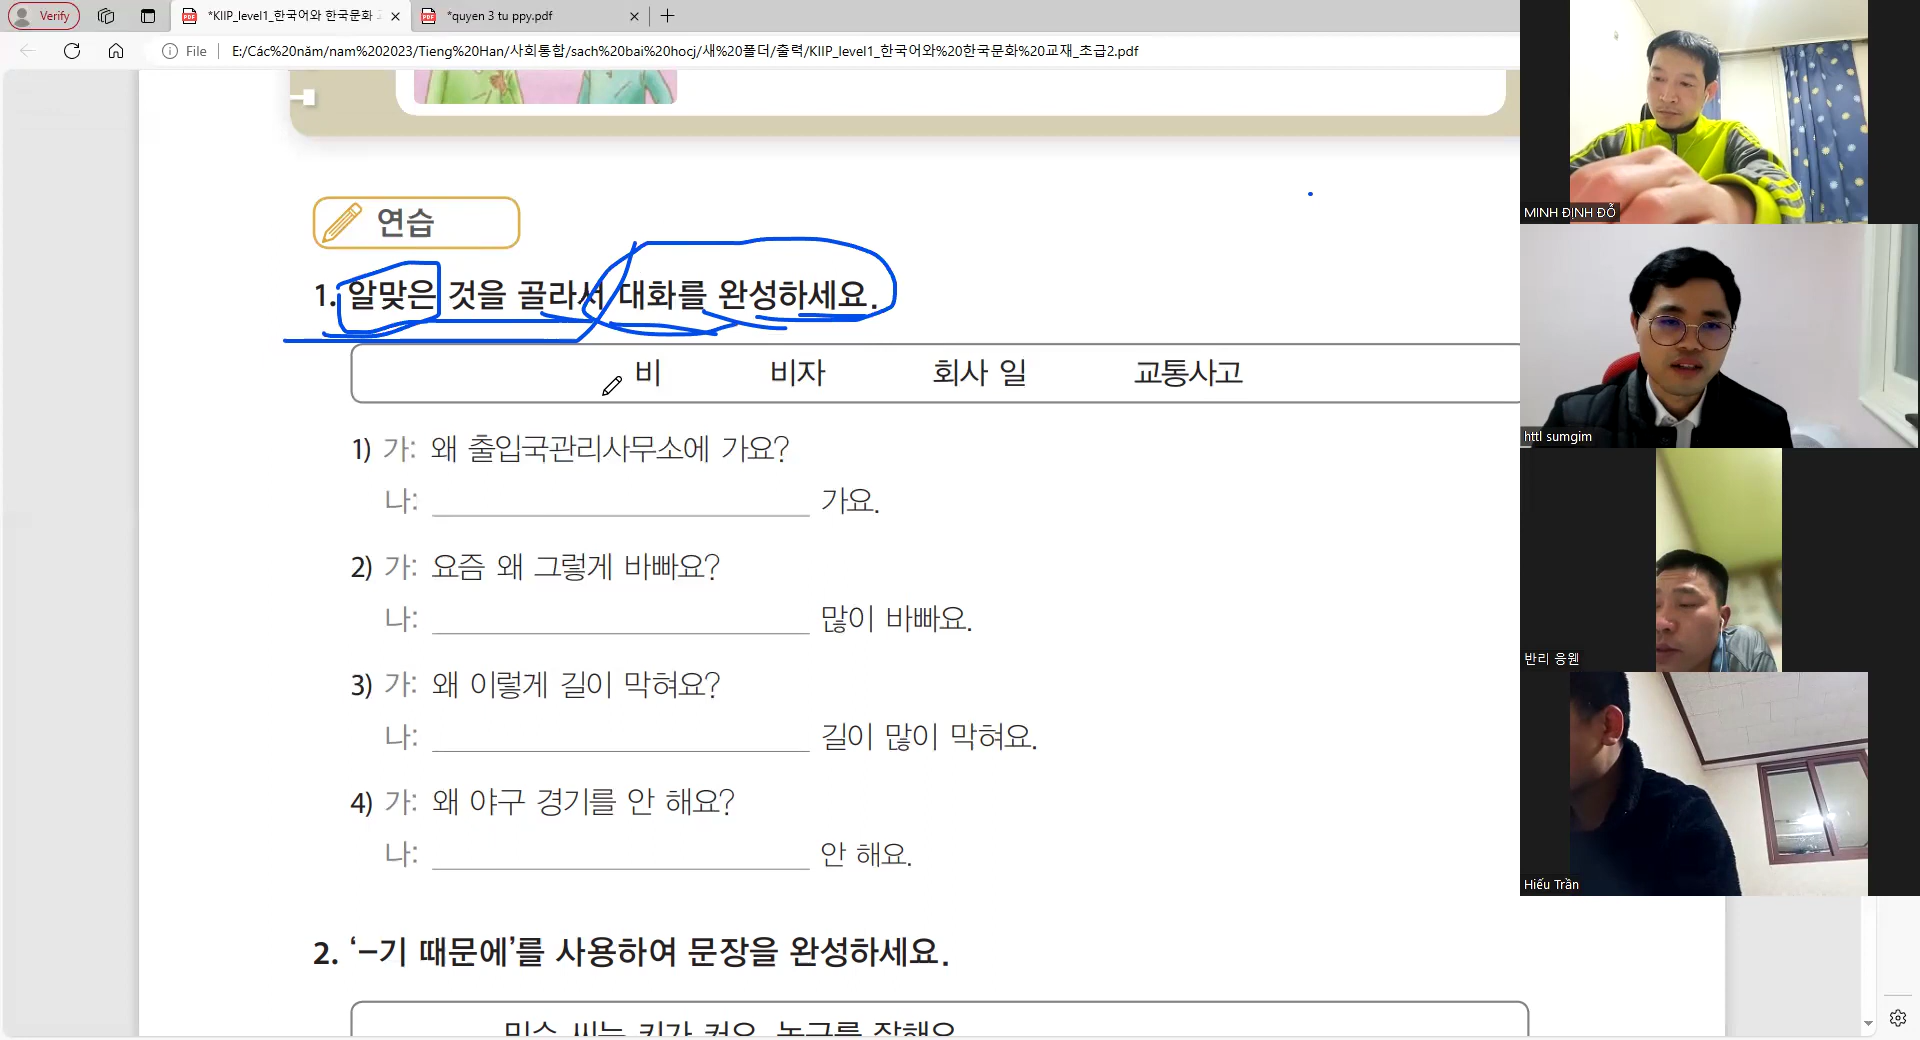 Verify
*KIIP_level1_한국어와 한국문화
*quyen 3 tu ppy.pdf
File
E:/Các%20năm/nam%202023/Tieng%20Han/사회통합/sach%20bai%20hocj/새%20폴더/출력/KIIP_level1_한국어와%20한국문화%20교재_초급2.pdf
연습
1. 알맞은 것을 골라서 대화를 완성하세요.
비 비자 회사 일 교통사고
1) 가: 왜 출입국관리사무소에 가요?
나: 가요.
2) 가: 요즘 왜 그렇게 바빠요?
나: 많이 바빠요.
3) 가: 왜 이렇게 길이 막혀요?
나: 길이 많이 막혀요.
4) 가: 왜 야구 경기를 안 해요?
나: 안 해요.
2. ‘–기 때문에’를 사용하여 문장을 완성하세요.
MINH ĐỊNH ĐỖ
httl sumgim
반리 응웬
Hiếu Trần